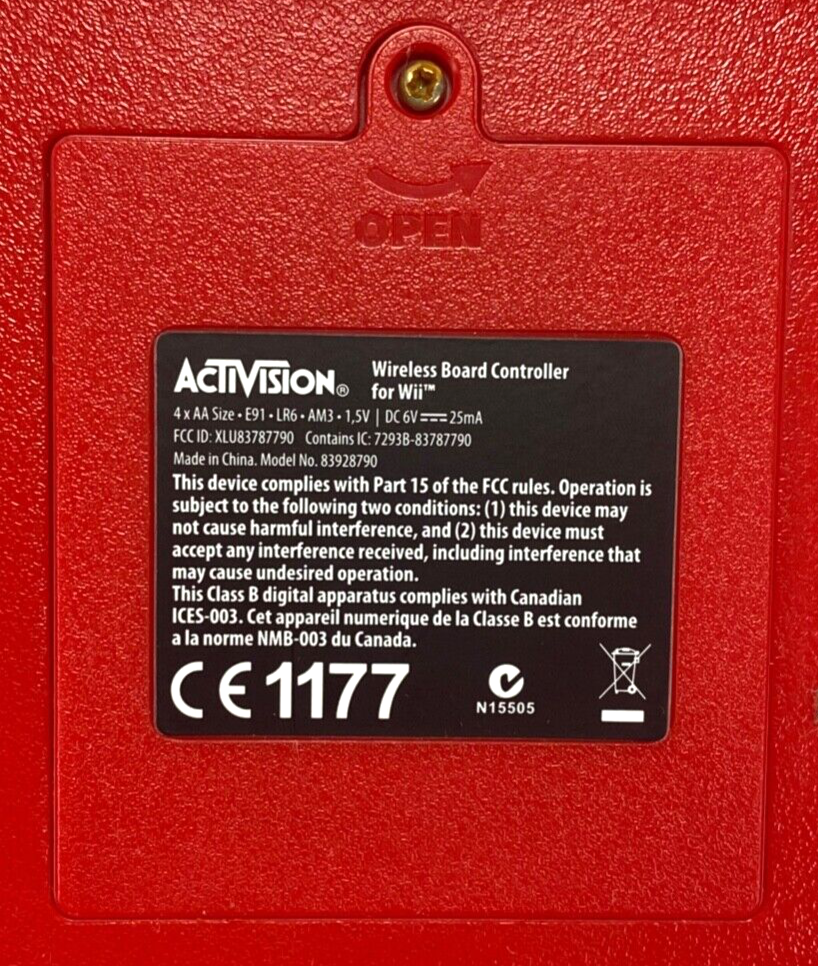 OPEN
ACTIVISION® Wireless Board Controller
for Wii™
4 x AA Size • E91 • LR6 • AM3 • 1,5V | DC 6V⎓25mA
FCC ID: XLU83787790 Contains IC: 7293B-83787790
Made in China. Model No. 83928790
This device complies with Part 15 of the FCC rules. Operation is
subject to the following two conditions: (1) this device may
not cause harmful interference, and (2) this device must
accept any interference received, including interference that
may cause undesired operation.
This Class B digital apparatus complies with Canadian
ICES-003. Cet appareil numerique de la Classe B est conforme
a la norme NMB-003 du Canada.
CE 1177
N15505